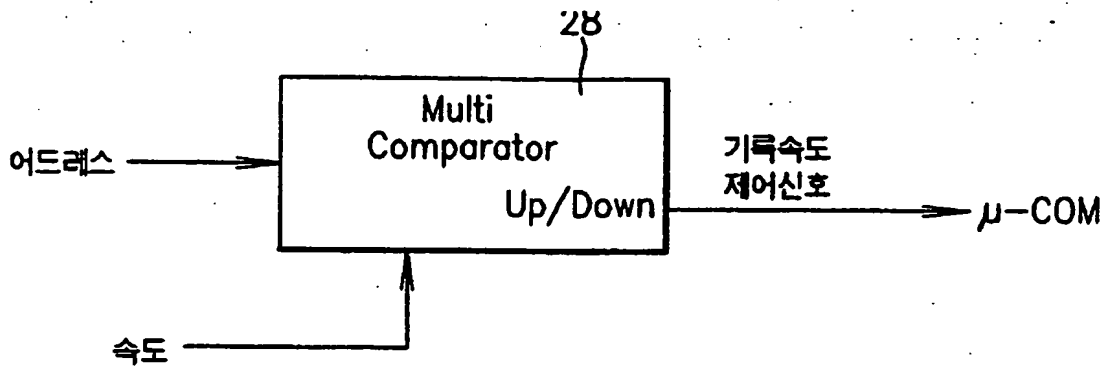 28
Multi
Comparator
Up/Down
어드레스
기록속도
제어신호
μ-COM
속도